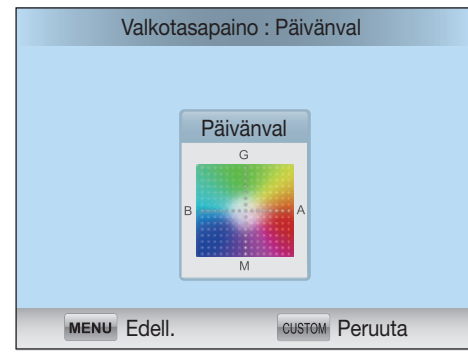 Valkotasapaino : Päivänval
Päivänval
G
B A
M
MENU Edell. CUSTOM Peruuta